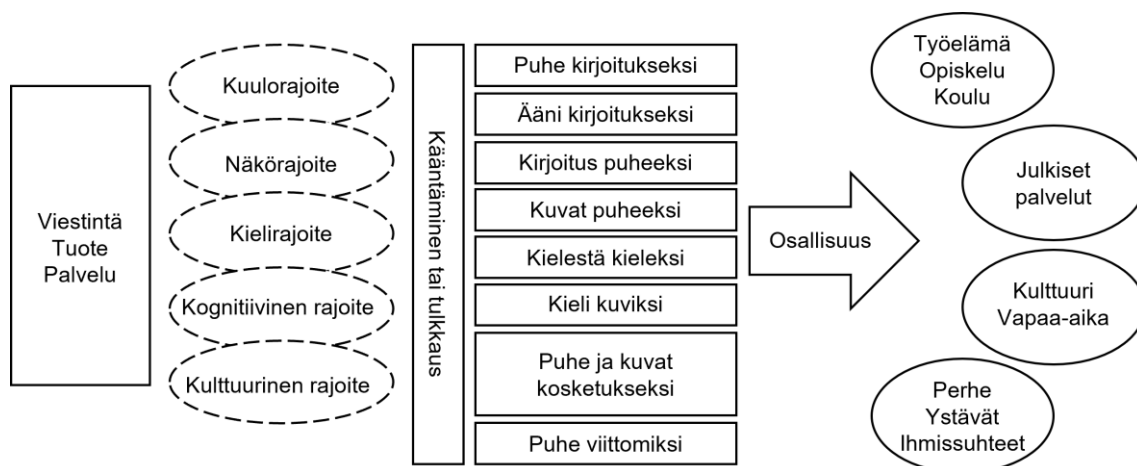 Viestintä
Tuote
Palvelu
Kuulorajoite
Näkörajoite
Kielirajoite
Kognitiivinen rajoite
Kulttuurinen rajoite
Kääntäminen tai tulkkaus
Puhe kirjoitukseksi
Ääni kirjoitukseksi
Kirjoitus puheeksi
Kuvat puheeksi
Kielestä kieleksi
Kieli kuviksi
Puhe ja kuvat
kosketukseksi
Puhe viittomiksi
Osallisuus
Työelämä
Opiskelu
Koulu
Julkiset
palvelut
Kulttuuri
Vapaa-aika
Perhe
Ystävät
Ihmissuhteet